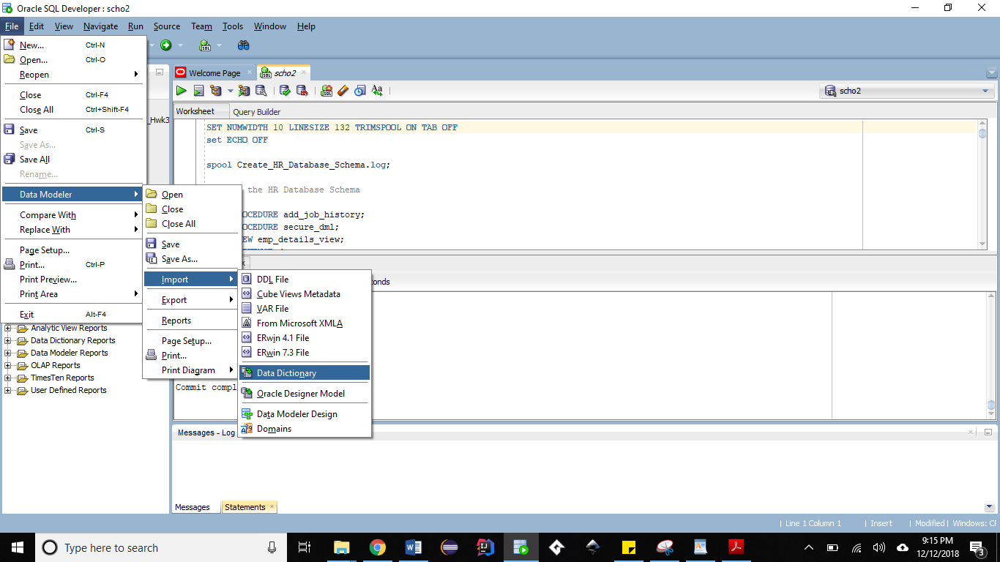 Oracle SQL Developer : scho2
File Edit View Navigate Run Source Team Tools Window Help
New... Ctrl-N
Open... Ctrl-O
Reopen
Close Ctrl-F4
Close All Ctrl+Shift-F4
Save Ctrl-S
Save As...
Save All
Rename...
Data Modeler
Compare With
Replace With
Page Setup...
Print... Ctrl-P
Print Preview...
Print Area
Exit Alt-F4
_Hwk3
Analytic View Reports
Data Dictionary Reports
Data Modeler Reports
OLAP Reports
TimesTen Reports
User Defined Reports
Open
Close
Close All
Save
Save As...
Import
Export
Reports
Page Setup...
Print...
Print Diagram
DDL File
Cube Views Metadata
VAR File
From Microsoft XMLA
ERwin 4.1 File
ERwin 7.3 File
Data Dictionary
Oracle Designer Model
Data Modeler Design
Domains
Welcome Page scho2
scho2
Worksheet Query Builder
SET NUMWIDTH 10 LINESIZE 132 TRIMSPOOL ON TAB OFF
set ECHO OFF
spool Create_HR_Database_Schema.log;
the HR Database Schema
OCEDURE add_job_history;
OCEDURE secure_dml;
EW emp_details_view;
onds
Commit compl
Messages - Log
Messages Statements
Line 1 Column 1 Insert Modified Windows: CF
Type here to search
9:15 PM
12/12/2018
3